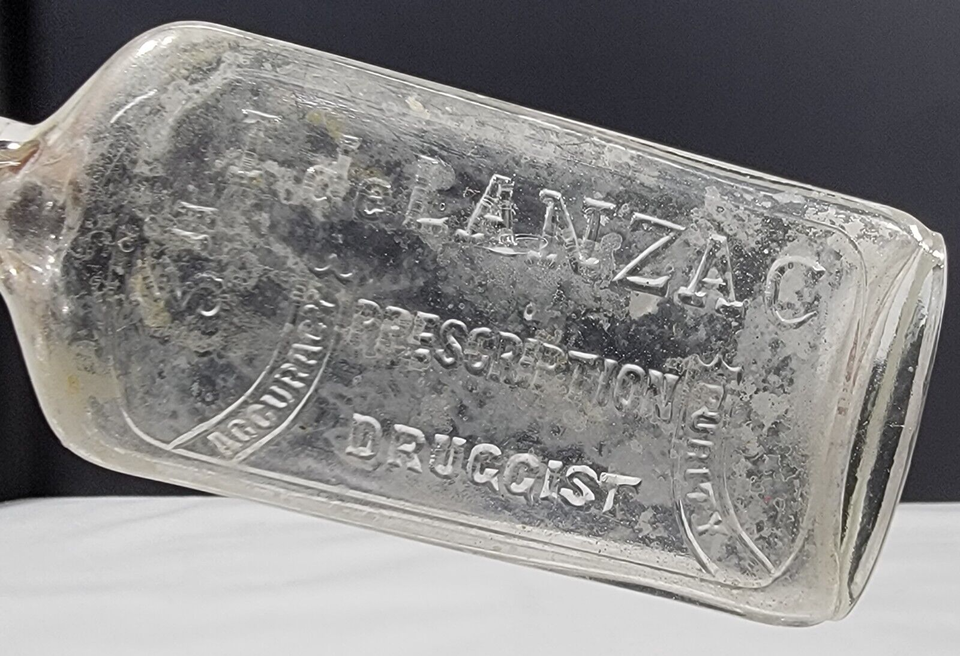 deLANZAC
ACCURACY
PRESCRIPTION
PURITY
DRUGGIST